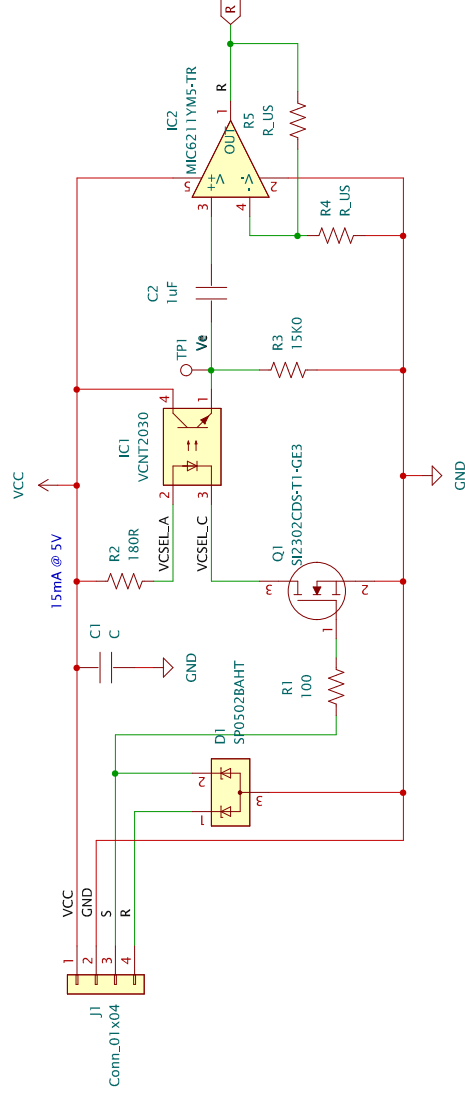 VCC
15mA @ 5V
J1
Conn_01x04
1
2
3
4
VCC
GND
S
R
C1
C
GND
R2
180R
VCSEL_A
VCSEL_C
2
3
IC1
VCNT2030
4
1
TP1
Ve
C2
1uF
R3
15K0
IC2
MIC6211YM5-TR
5
3
4
2
1
V+
+
V-
-
OUT
R
R
R5
R_US
R4
R_US
D1
SP0502BAHT
1
2
3
R1
100
Q1
SI2302CDS-T1-GE3
1
2
3
GND